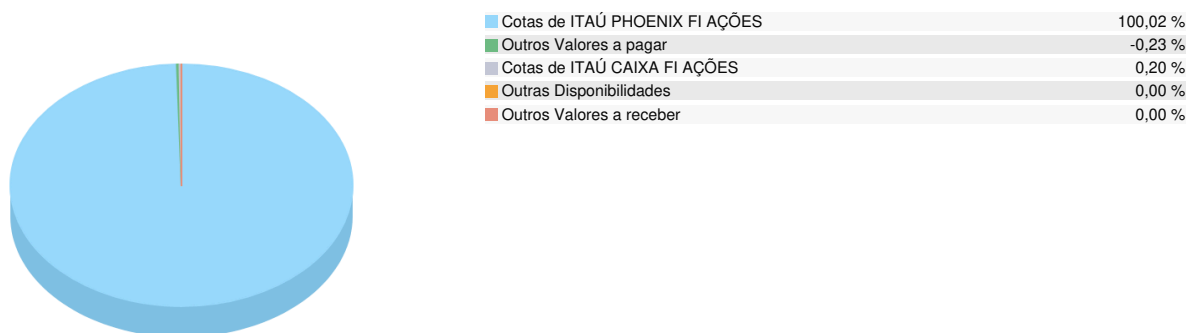 Cotas de ITAÚ PHOENIX FI AÇÕES 100,02 %
Outros Valores a pagar -0,23 %
Cotas de ITAÚ CAIXA FI AÇÕES 0,20 %
Outras Disponibilidades 0,00 %
Outros Valores a receber 0,00 %